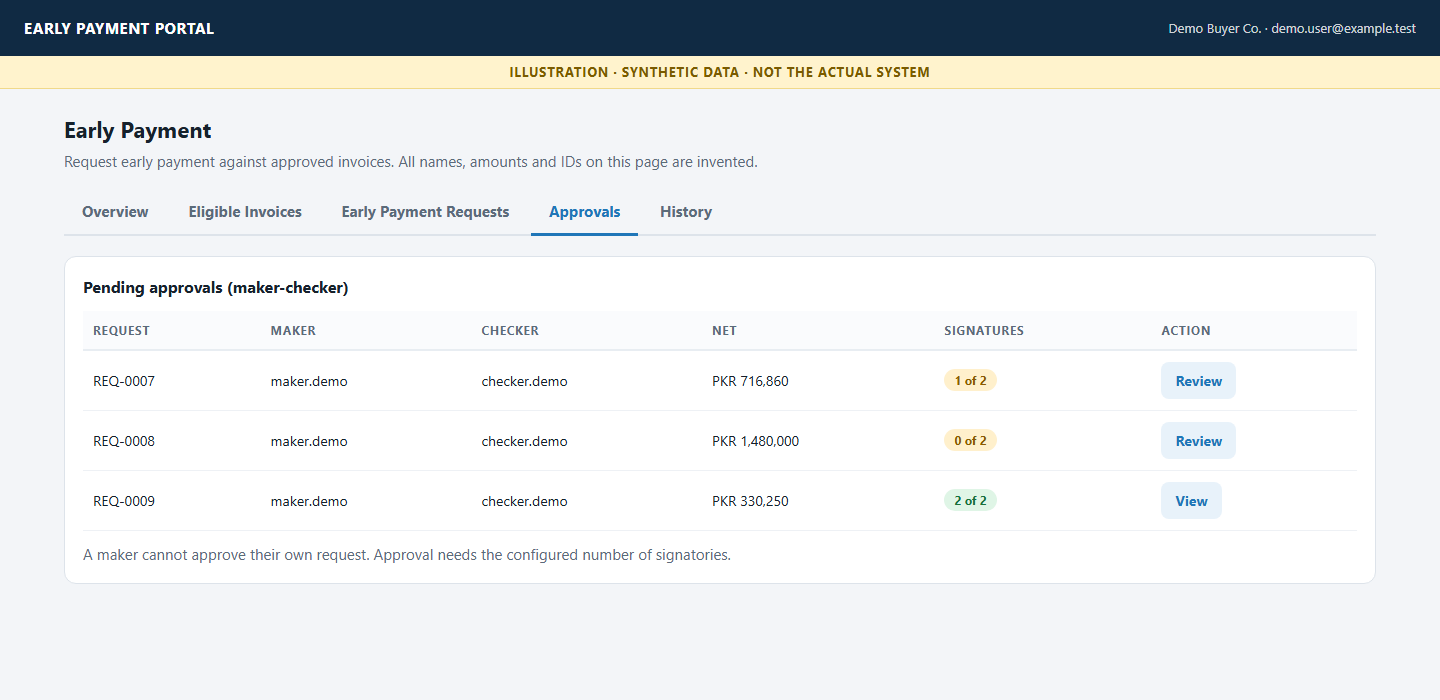 EARLY PAYMENT PORTAL
Demo Buyer Co. · demo.user@example.test
ILLUSTRATION · SYNTHETIC DATA · NOT THE ACTUAL SYSTEM
Early Payment
Request early payment against approved invoices. All names, amounts and IDs on this page are invented.
Overview Eligible Invoices Early Payment Requests Approvals History
Pending approvals (maker-checker)
REQUEST MAKER CHECKER NET SIGNATURES ACTION
REQ-0007 maker.demo checker.demo PKR 716,860 1 of 2 Review
REQ-0008 maker.demo checker.demo PKR 1,480,000 0 of 2 Review
REQ-0009 maker.demo checker.demo PKR 330,250 2 of 2 View
A maker cannot approve their own request. Approval needs the configured number of signatories.